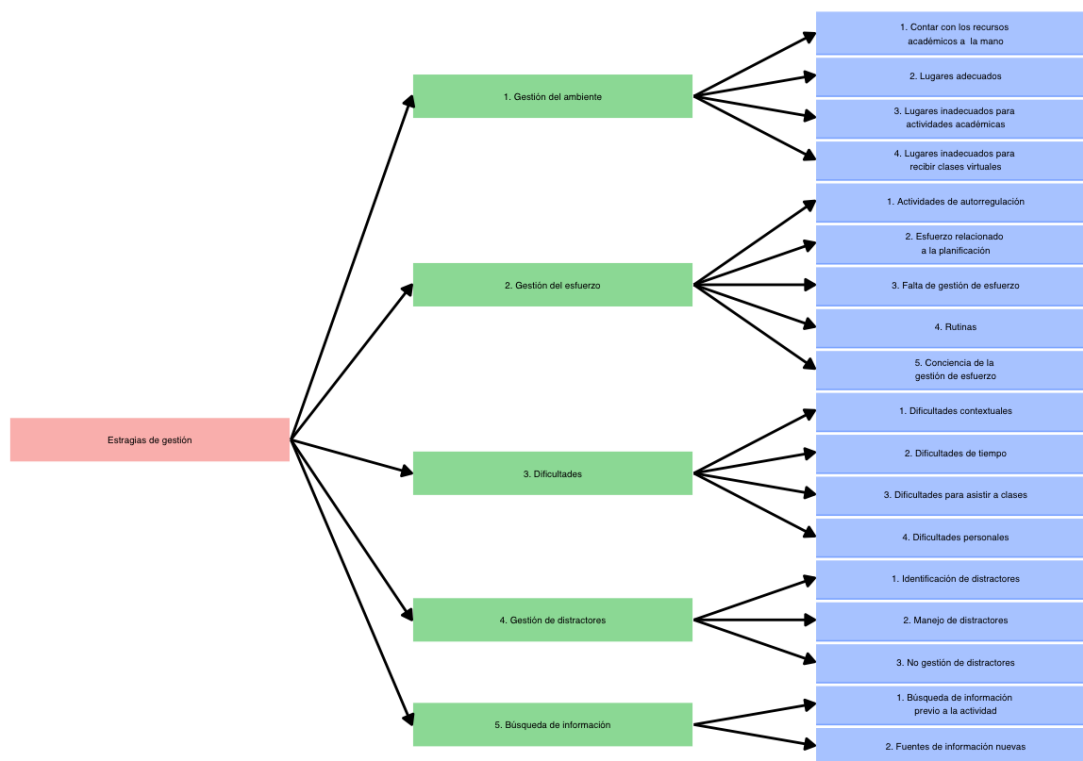 Estragias de gestión
1. Gestión del ambiente
1. Contar con los recursos
académicos a la mano
2. Lugares adecuados
3. Lugares inadecuados para
actividades académicas
4. Lugares inadecuados para
recibir clases virtuales
2. Gestión del esfuerzo
1. Actividades de autorregulación
2. Esfuerzo relacionado
a la planificación
3. Falta de gestión de esfuerzo
4. Rutinas
5. Conciencia de la
gestión de esfuerzo
3. Dificultades
1. Dificultades contextuales
2. Dificultades de tiempo
3. Dificultades para asistir a clases
4. Dificultades personales
4. Gestión de distractores
1. Identificación de distractores
2. Manejo de distractores
3. No gestión de distractores
5. Búsqueda de información
1. Búsqueda de información
previo a la actividad
2. Fuentes de información nuevas